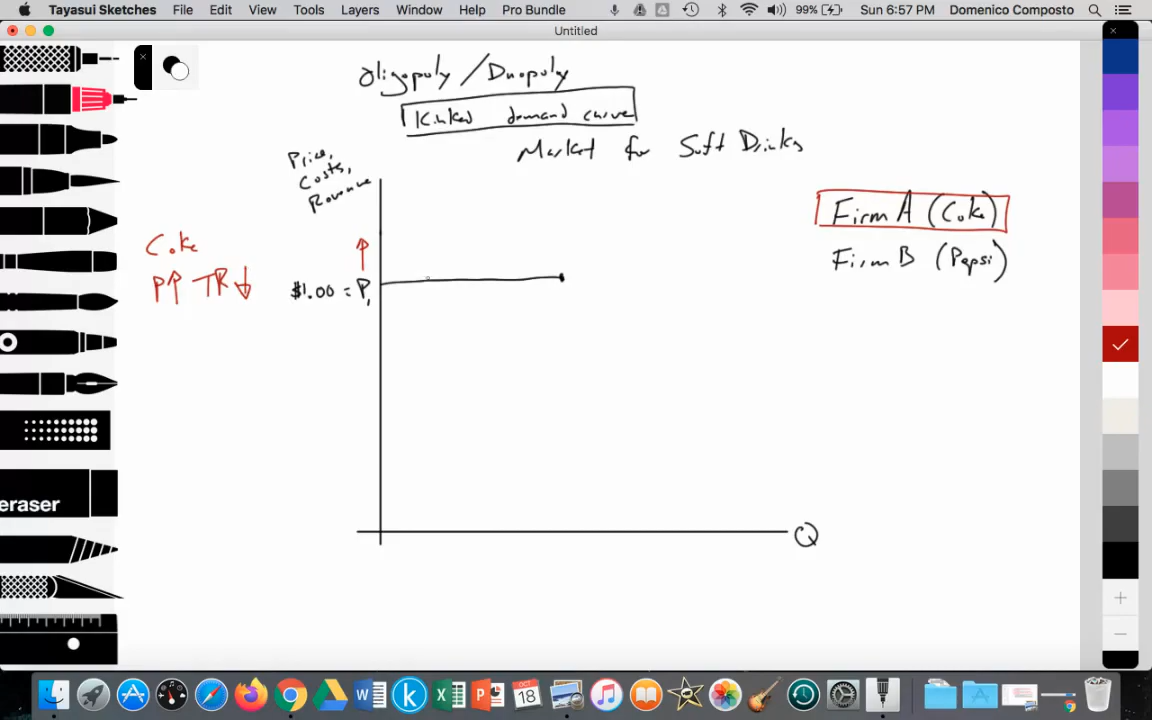 Tayasui Sketches File Edit View Tools Layers Window Help Pro Bundle 99% Sun 6:57 PM Domenico Composto
Untitled
Oligopoly / Duopoly
Kinked demand curve
Market for Soft Drinks
Price,
Costs,
Revenue
Firm A (Coke)
Firm B (Pepsi)
Coke
P↑ TR↓
↑
$1.00 = P1
Q
eraser
OCT
18